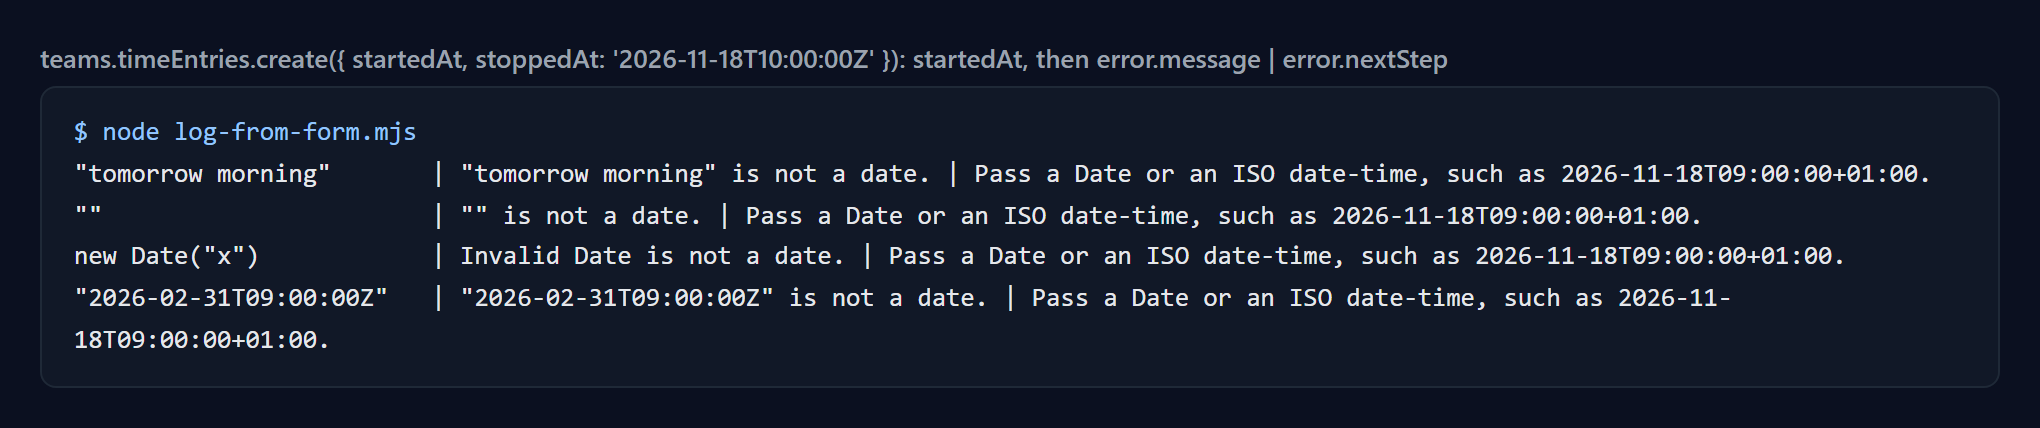 teams.timeEntries.create({ startedAt, stoppedAt: '2026-11-18T10:00:00Z' }): startedAt, then error.message | error.nextStep
$ node log-from-form.mjs
"tomorrow morning"       | "tomorrow morning" is not a date. | Pass a Date or an ISO date-time, such as 2026-11-18T09:00:00+01:00.
""                       | "" is not a date. | Pass a Date or an ISO date-time, such as 2026-11-18T09:00:00+01:00.
new Date("x")            | Invalid Date is not a date. | Pass a Date or an ISO date-time, such as 2026-11-18T09:00:00+01:00.
"2026-02-31T09:00:00Z"   | "2026-02-31T09:00:00Z" is not a date. | Pass a Date or an ISO date-time, such as 2026-11-
18T09:00:00+01:00.